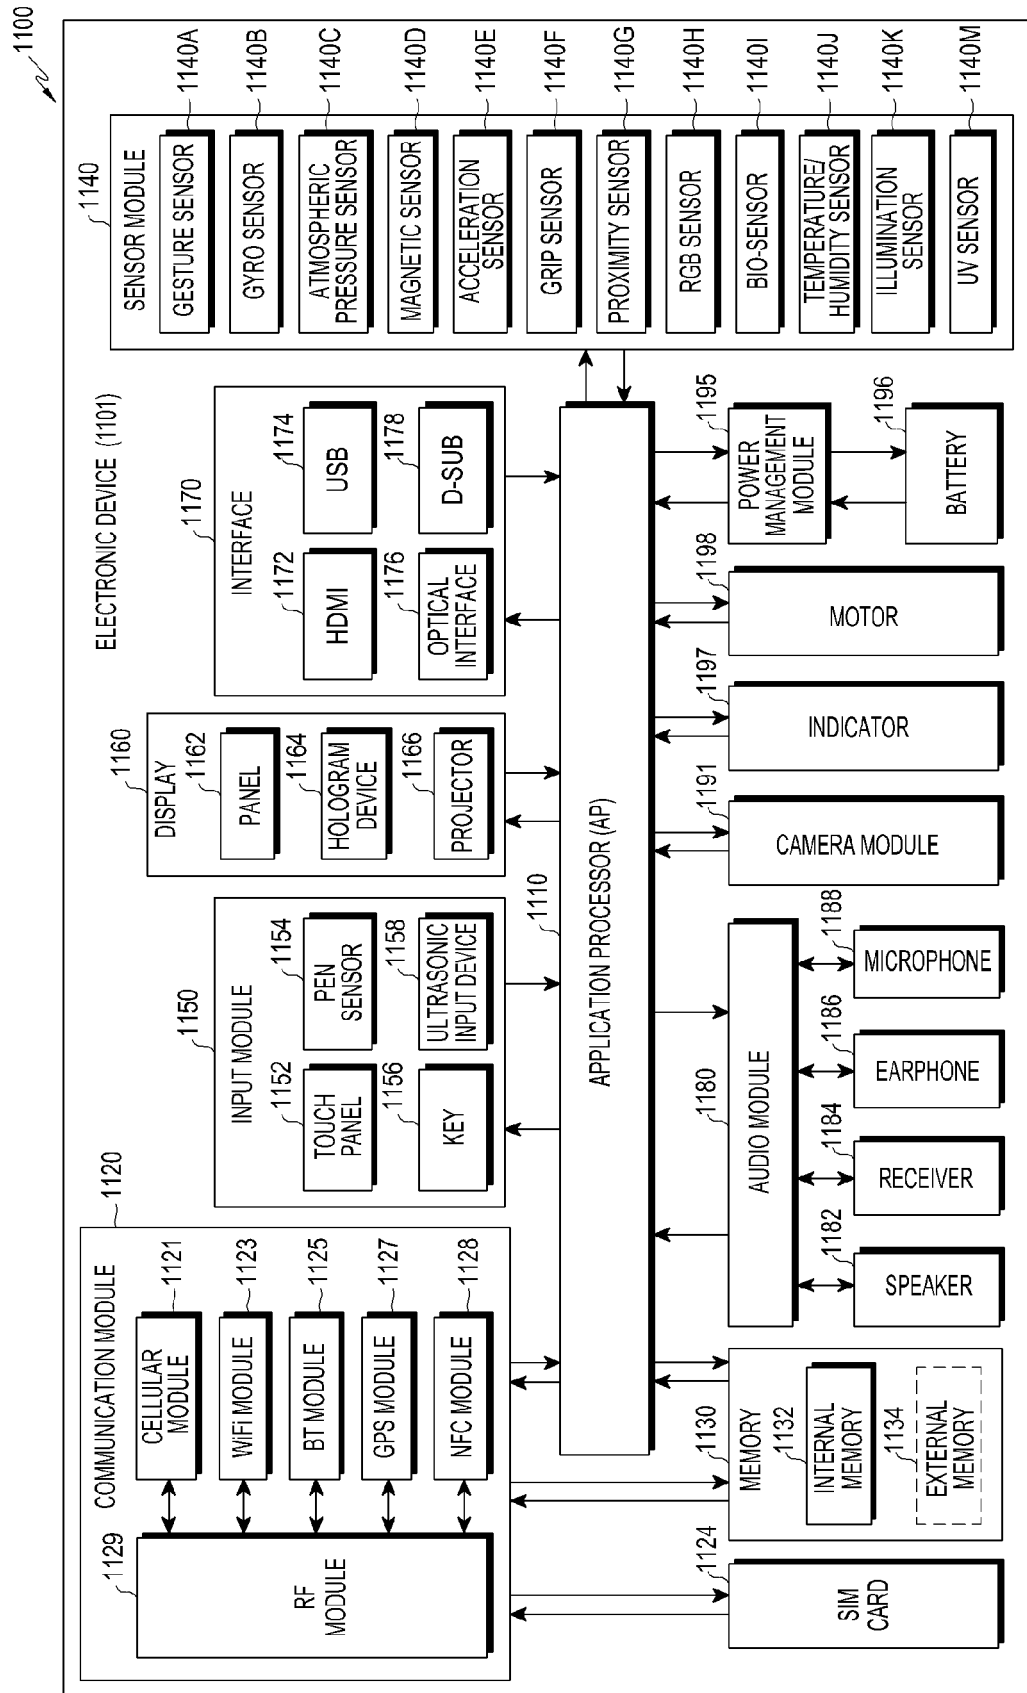 1100
ELECTRONIC DEVICE (1101)
COMMUNICATION MODULE
1120
1129
RF
MODULE
CELLULAR
MODULE
1121
WiFi MODULE
1123
BT MODULE
1125
GPS MODULE
1127
NFC MODULE
1128
INPUT MODULE
1150
TOUCH
PANEL
1152
PEN
SENSOR
1154
KEY
1156
ULTRASONIC
INPUT DEVICE
1158
DISPLAY
1160
PANEL
1162
HOLOGRAM
DEVICE
1164
PROJECTOR
1166
INTERFACE
1170
HDMI
1172
USB
1174
OPTICAL
INTERFACE
1176
D-SUB
1178
SENSOR MODULE
1140
GESTURE SENSOR
1140A
GYRO SENSOR
1140B
ATMOSPHERIC
PRESSURE SENSOR
1140C
MAGNETIC SENSOR
1140D
ACCELERATION
SENSOR
1140E
GRIP SENSOR
1140F
PROXIMITY SENSOR
1140G
RGB SENSOR
1140H
BIO-SENSOR
1140I
TEMPERATURE/
HUMIDITY SENSOR
1140J
ILLUMINATION
SENSOR
1140K
UV SENSOR
1140M
APPLICATION PROCESSOR (AP)
1110
SIM
CARD
1124
MEMORY
1130
INTERNAL
MEMORY
1132
EXTERNAL
MEMORY
1134
AUDIO MODULE
1180
SPEAKER
1182
RECEIVER
1184
EARPHONE
1186
MICROPHONE
1188
CAMERA MODULE
1191
INDICATOR
1197
MOTOR
1198
POWER
MANAGEMENT
MODULE
1195
BATTERY
1196